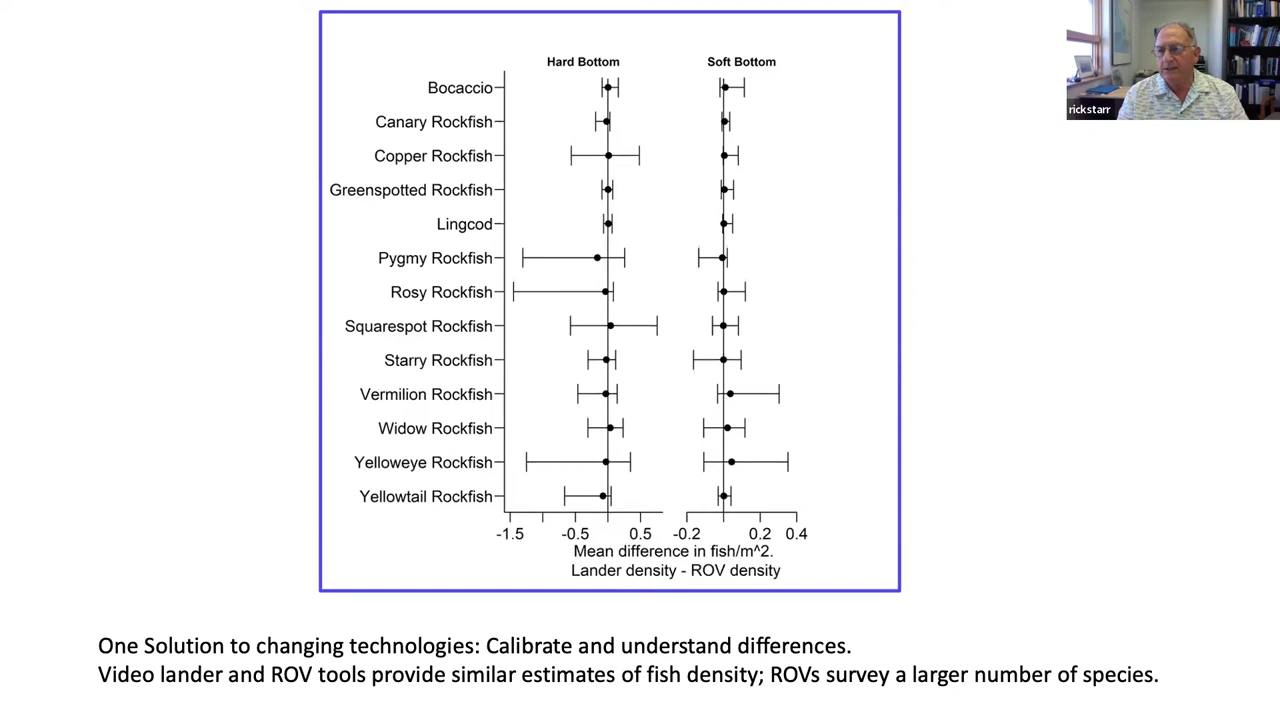 Hard Bottom
Soft Bottom
rickstarr
Bocaccio
Canary Rockfish
Copper Rockfish
Greenspotted Rockfish
Lingcod
Pygmy Rockfish
Rosy Rockfish
Squarespot Rockfish
Starry Rockfish
Vermilion Rockfish
Widow Rockfish
Yelloweye Rockfish
Yellowtail Rockfish
-1.5 -0.5 0.5 -0.2 0.2 0.4
Mean difference in fish/m^2.
Lander density - ROV density
One Solution to changing technologies: Calibrate and understand differences.
Video lander and ROV tools provide similar estimates of fish density; ROVs survey a larger number of species.